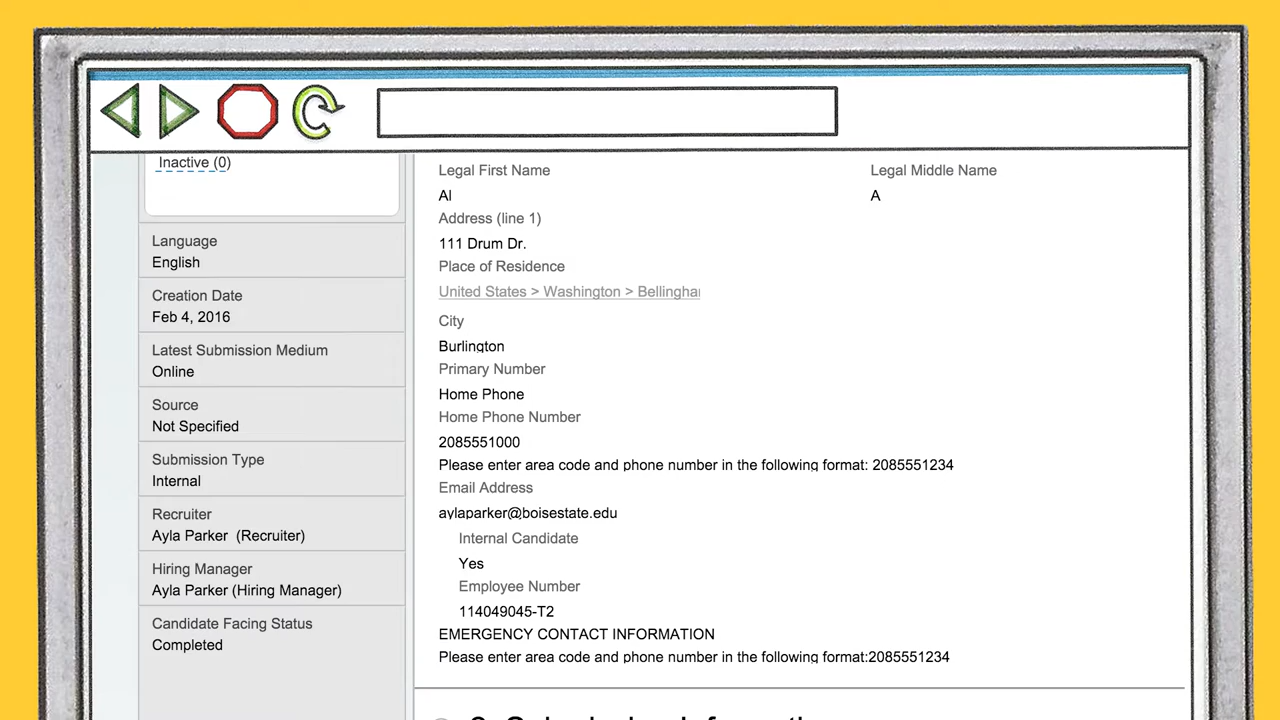 Inactive (0)
Language
English
Creation Date
Feb 4, 2016
Latest Submission Medium
Online
Source
Not Specified
Submission Type
Internal
Recruiter
Ayla Parker (Recruiter)
Hiring Manager
Ayla Parker (Hiring Manager)
Candidate Facing Status
Completed
Legal First Name
Al
Legal Middle Name
A
Address (line 1)
111 Drum Dr.
Place of Residence
United States > Washington > Bellingha
City
Burlington
Primary Number
Home Phone
Home Phone Number
2085551000
Please enter area code and phone number in the following format: 2085551234
Email Address
aylaparker@boisestate.edu
Internal Candidate
Yes
Employee Number
114049045-T2
EMERGENCY CONTACT INFORMATION
Please enter area code and phone number in the following format:2085551234